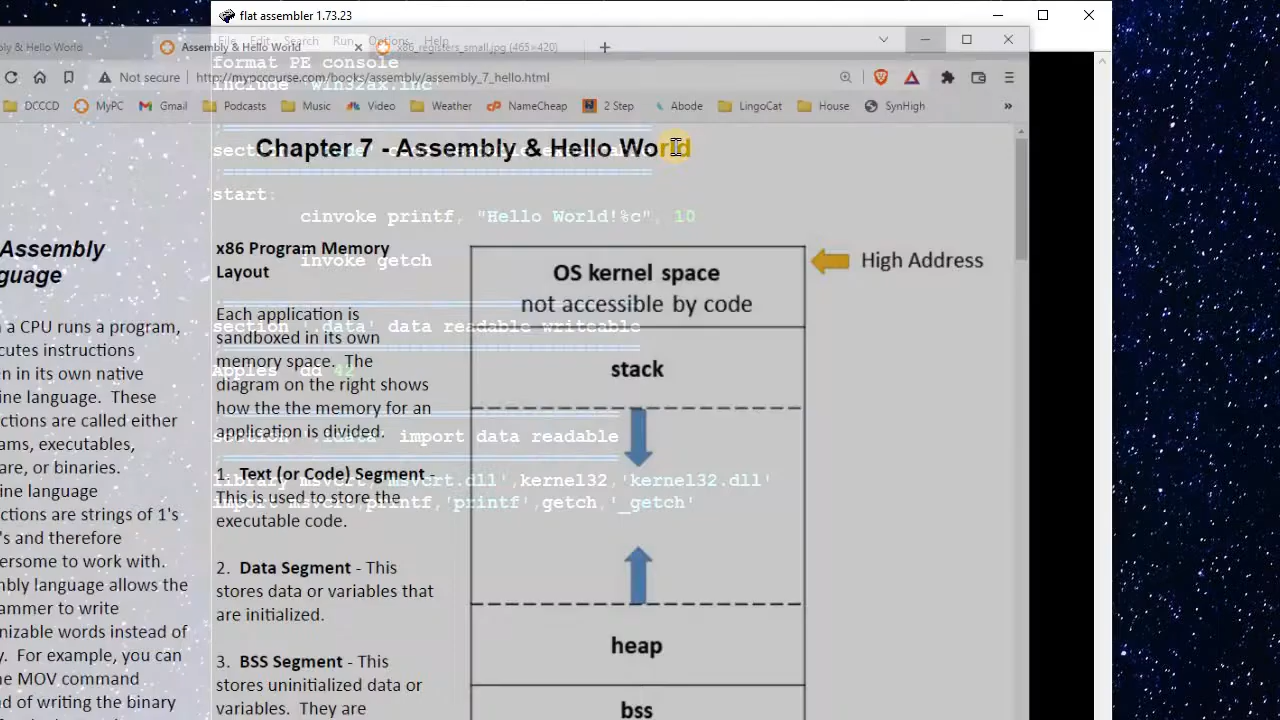 flat assembler 1.73.23
File Edit Search Run Options Help
bly & Hello World
Assembly & Hello World
x86_registers_small.jpg (465×420)
Not secure
http://mypccourse.com/books/assembly/assembly_7_hello.html
DCCCD
MyPC
Gmail
Podcasts
Music
Video
Weather
NameCheap
2 Step
Abode
LingoCat
House
SynHigh
»
format PE console
include 'win32ax.inc'
Chapter 7 - Assembly & Hello World
start:
cinvoke printf, "Hello World!%c", 10
invoke getch
section '.data' data readable writeable
Apples dd 42
section '.idata' import data readable
library msvcrt,'msvcrt.dll',kernel32,'kernel32.dll'
import msvcrt,printf,'printf',getch,'_getch'
Assembly
guage
n a CPU runs a program,
cutes instructions
en in its own native
ine language. These
ctions are called either
ams, executables,
are, or binaries.
ine language
ctions are strings of 1's
's and therefore
ersome to work with.
mbly language allows the
ammer to write
nizable words instead of
y. For example, you can
he MOV command
ad of writing the binary
x86 Program Memory
Layout
Each application is
sandboxed in its own
memory space. The
diagram on the right shows
how the the memory for an
application is divided.
1. Text (or Code) Segment -
This is used to store the
executable code.
2. Data Segment - This
stores data or variables that
are initialized.
3. BSS Segment - This
stores uninitialized data or
variables. They are
OS kernel space
not accessible by code
High Address
stack
heap
bss